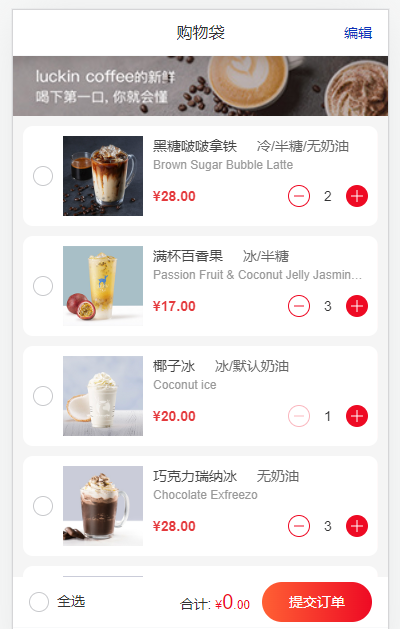 购物袋 编辑
luckin coffee的新鲜
喝下第一口, 你就会懂
黑糖啵啵拿铁 冷/半糖/无奶油
Brown Sugar Bubble Latte
¥28.00 2
满杯百香果 冰/半糖
Passion Fruit & Coconut Jelly Jasmin...
¥17.00 3
椰子冰 冰/默认奶油
Coconut ice
¥20.00 1
巧克力瑞纳冰 无奶油
Chocolate Exfreezo
¥28.00 3
全选 合计: ¥0.00 提交订单